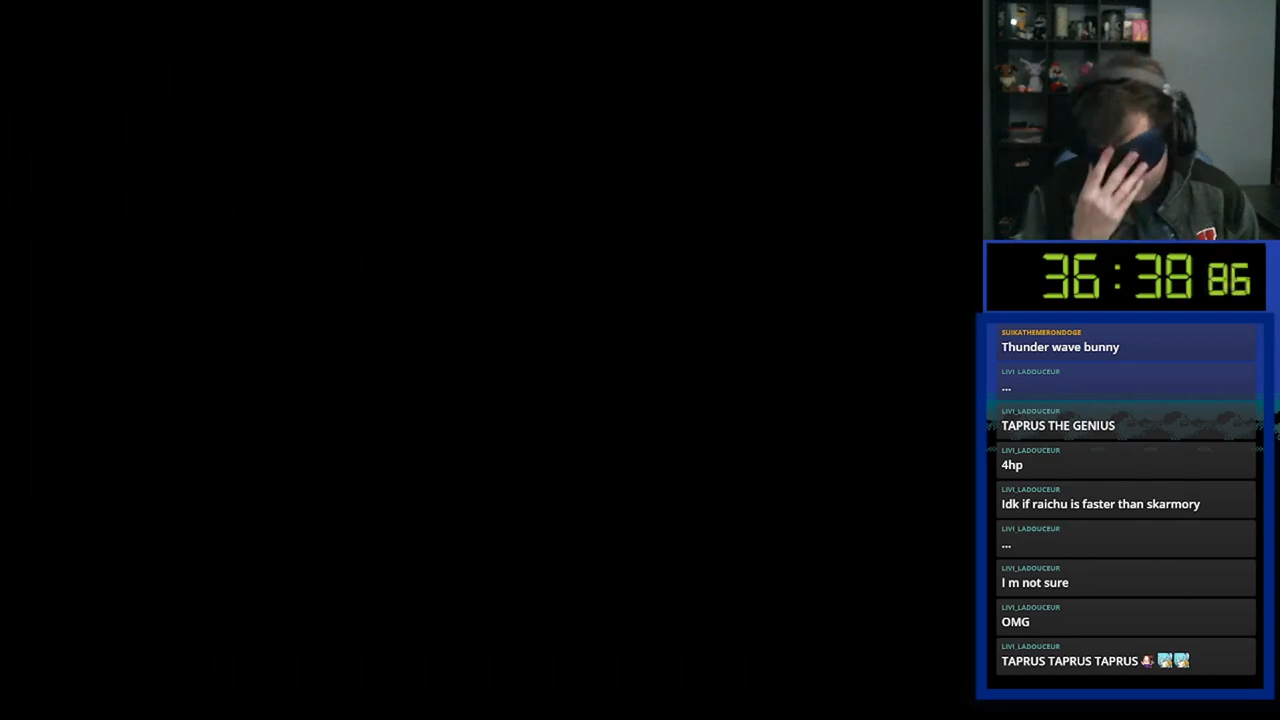 36:38 86
SUIKATHEMERONDOGE
Thunder wave bunny
LIVI_LADOUCEUR
...
LIVI_LADOUCEUR
TAPRUS THE GENIUS
LIVI_LADOUCEUR
4hp
LIVI_LADOUCEUR
Idk if raichu is faster than skarmory
LIVI_LADOUCEUR
...
LIVI_LADOUCEUR
I m not sure
LIVI_LADOUCEUR
OMG
LIVI_LADOUCEUR
TAPRUS TAPRUS TAPRUS